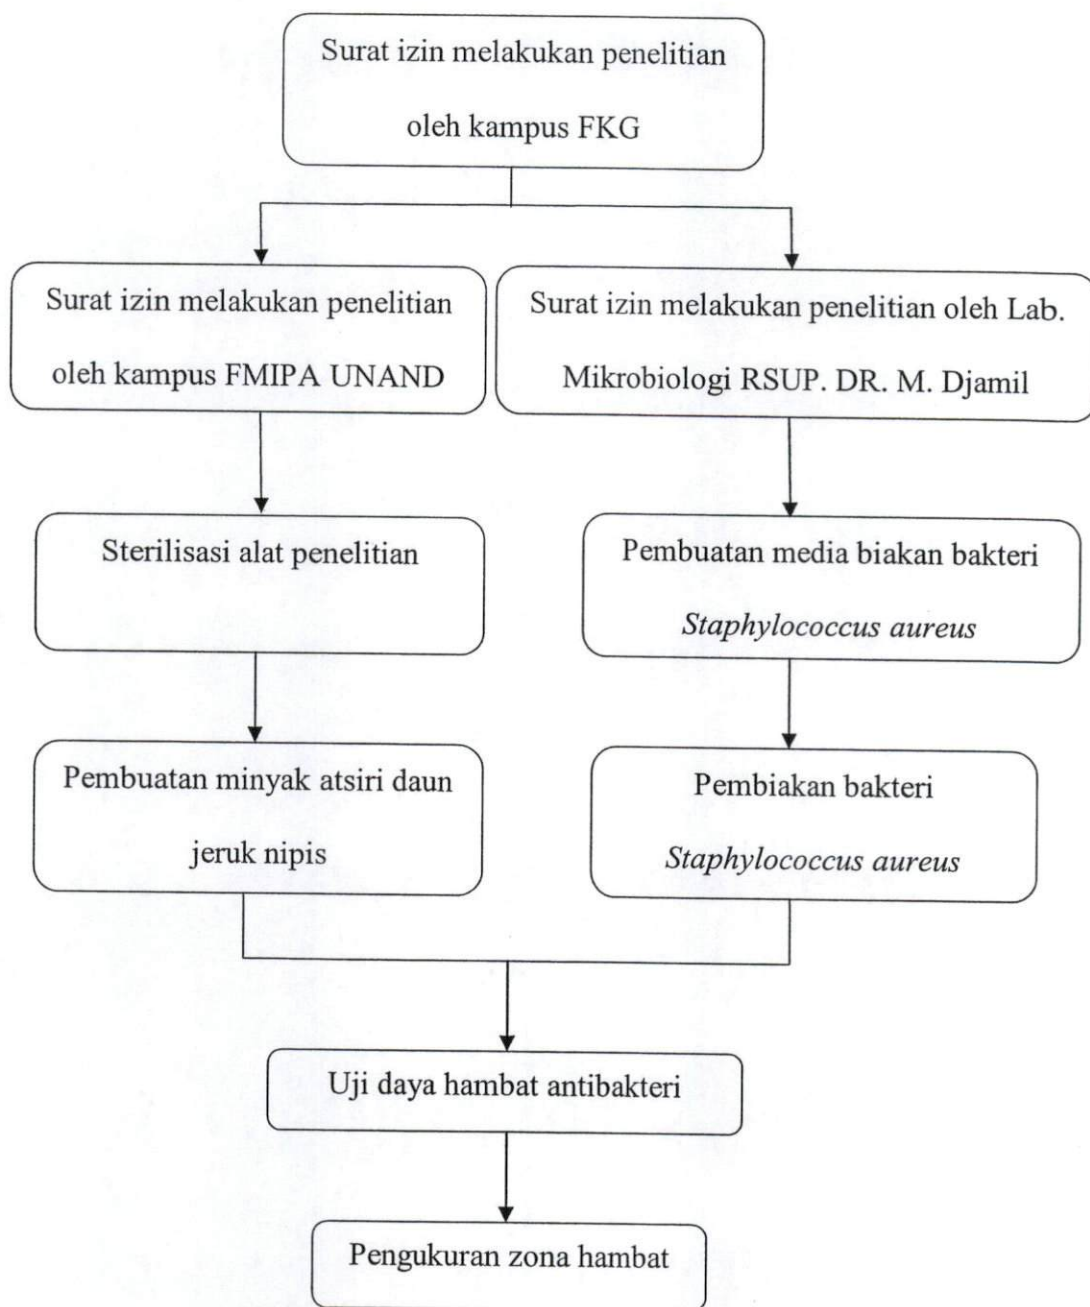 Surat izin melakukan penelitian
oleh kampus FKG
Surat izin melakukan penelitian
oleh kampus FMIPA UNAND
Surat izin melakukan penelitian oleh Lab.
Mikrobiologi RSUP. DR. M. Djamil
Sterilisasi alat penelitian
Pembuatan media biakan bakteri
Staphylococcus aureus
Pembuatan minyak atsiri daun
jeruk nipis
Pembiakan bakteri
Staphylococcus aureus
Uji daya hambat antibakteri
Pengukuran zona hambat